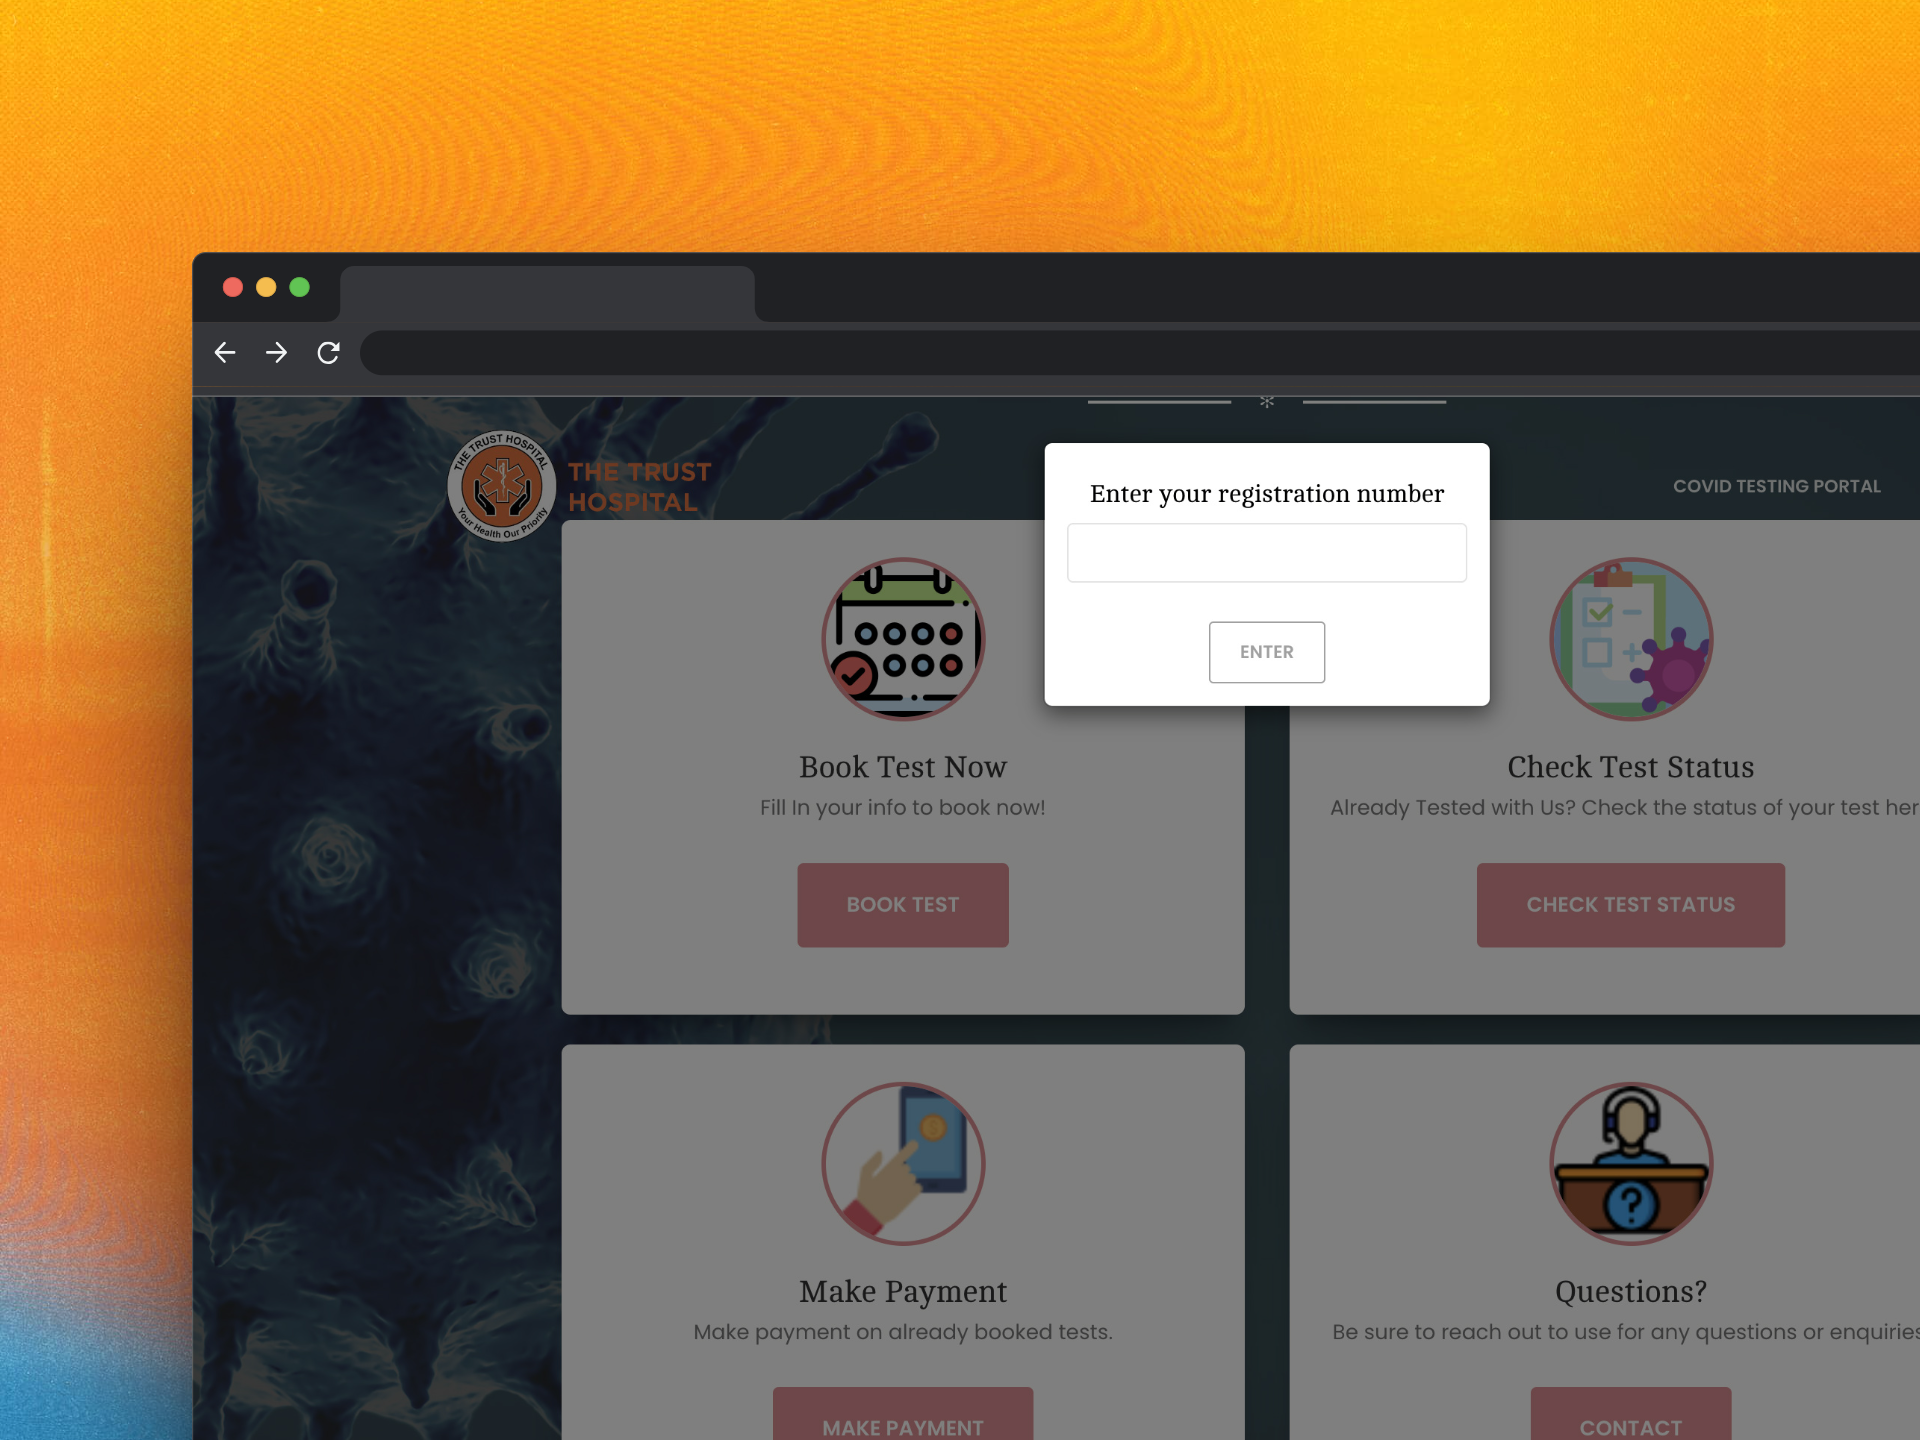 THE TRUST HOSPITAL
Your Health Our Priority
THE TRUST
HOSPITAL
COVID TESTING PORTAL
Enter your registration number
ENTER
Book Test Now
Fill In your info to book now!
BOOK TEST
Check Test Status
Already Tested with Us? Check the status of your test her
CHECK TEST STATUS
Make Payment
Make payment on already booked tests.
MAKE PAYMENT
Questions?
Be sure to reach out to use for any questions or enquiries
CONTACT